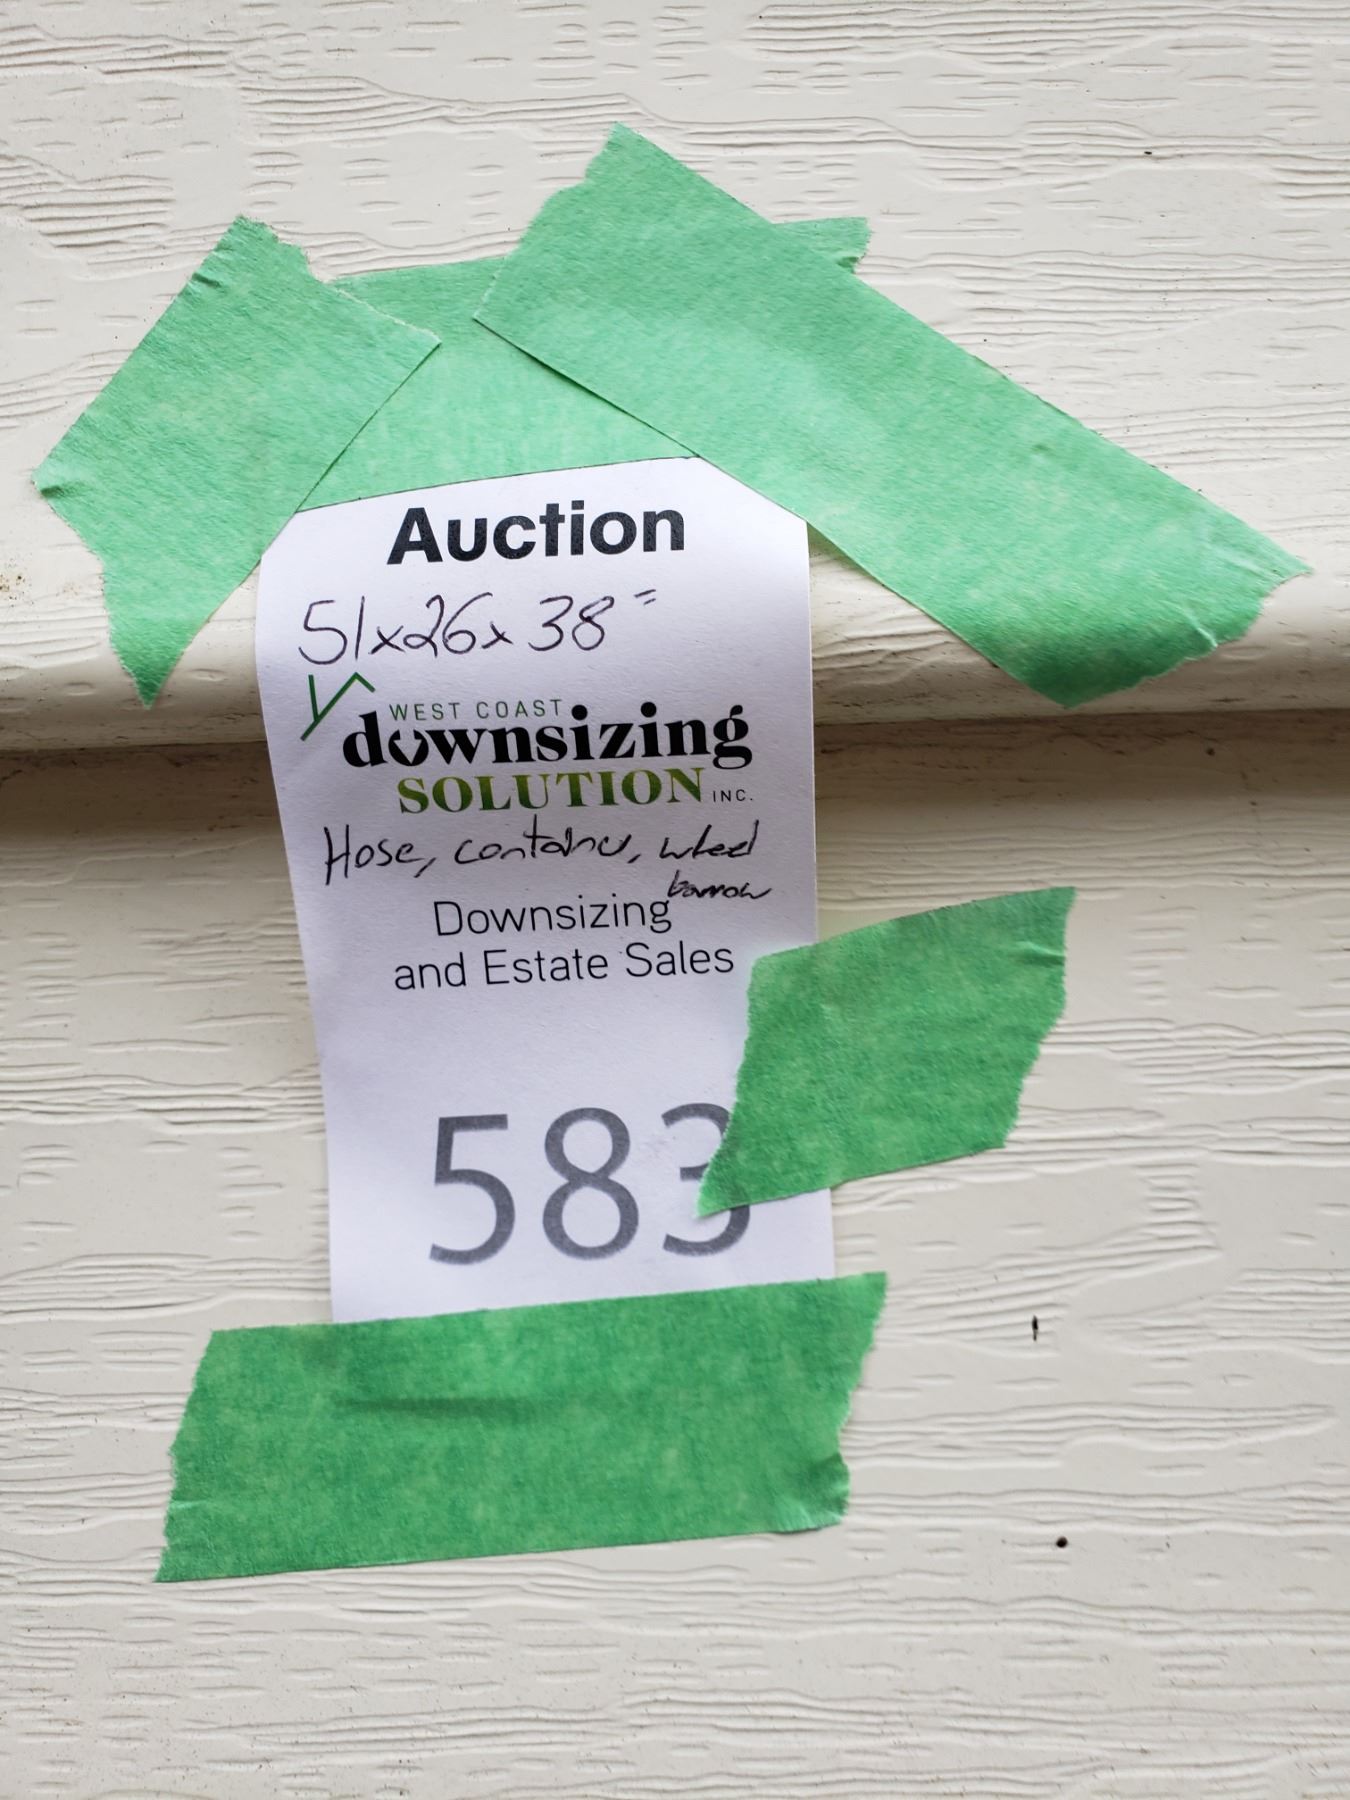 Auction
51x26x38"
WEST COAST
downsizing
SOLUTION INC.
Hose, container, wheel
barrow
Downsizing
and Estate Sales
583